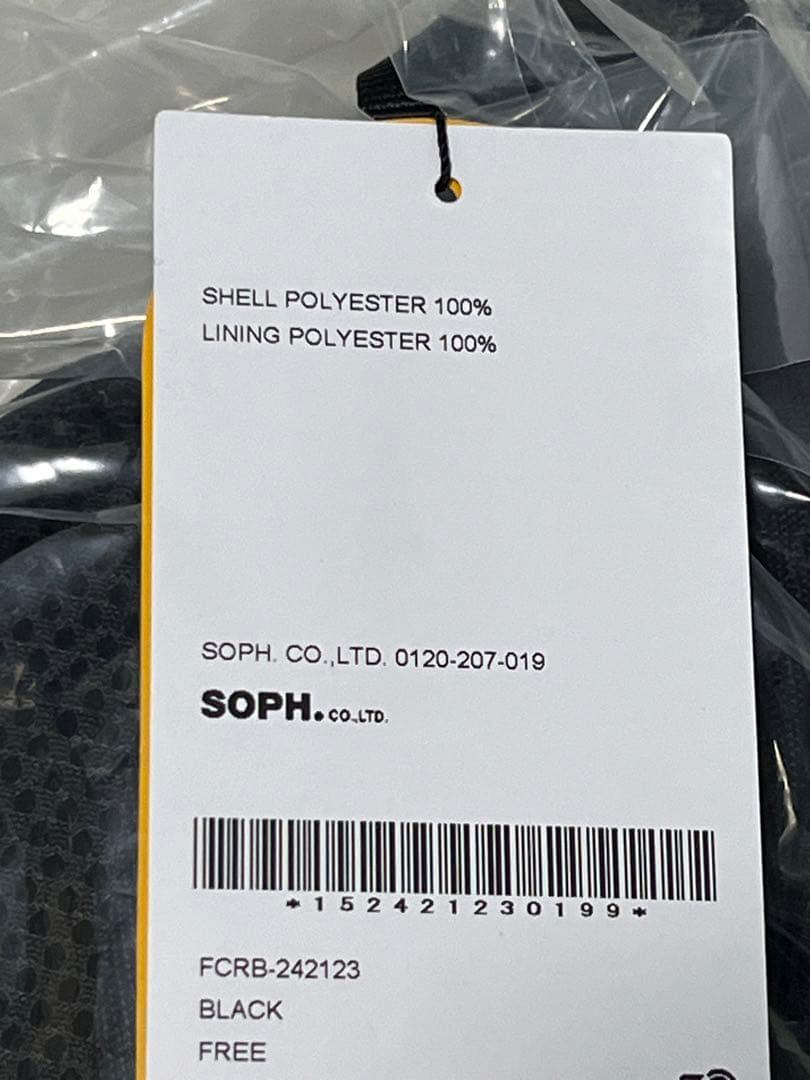 SHELL POLYESTER 100%
LINING POLYESTER 100%
SOPH. CO.,LTD. 0120-207-019
SOPH.CO.,LTD.
*152421230199*
FCRB-242123
BLACK
FREE